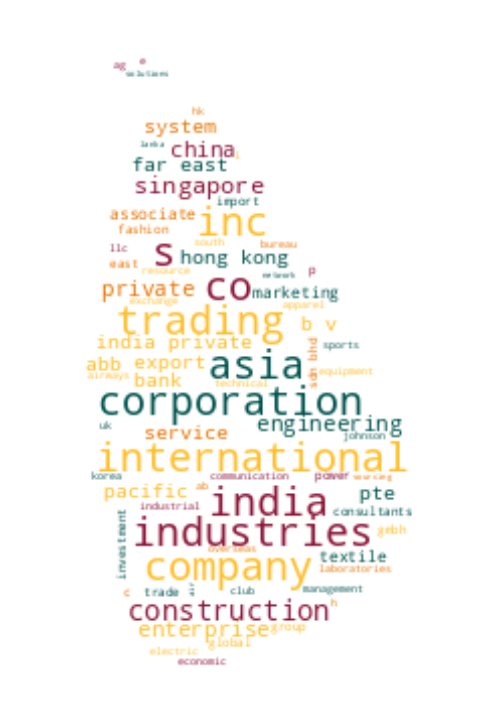 ag e
solutions
hk
system
lanka china
far east
singapore
import
associate inc
fashion
llc s south bureau
hong kong
east resource network p
private co marketing
exchange apparel
trading b v
india private sports
abb export asia sdn bhd
airways bank technical equipment
corporation
uk engineering
service johnson
international
korea communication power sourcing
pacific ab india pte
industrial consultants
investment industries gmbh
overseas textile
company laboratories
c trade air club management
construction h
enterprise group
global
electric
economic